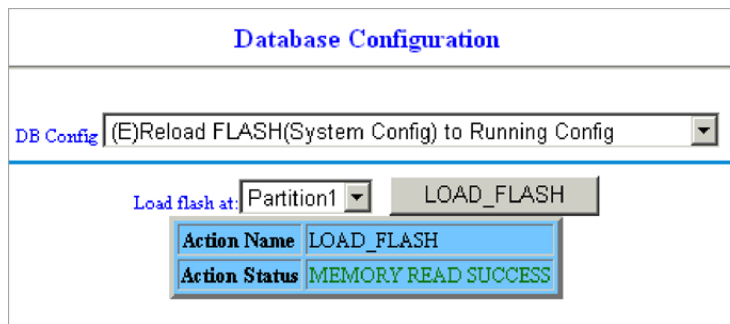 Database Configuration
DB Config (E)Reload FLASH(System Config) to Running Config
Load flash at: Partition1 LOAD_FLASH
Action Name LOAD_FLASH
Action Status MEMORY READ SUCCESS